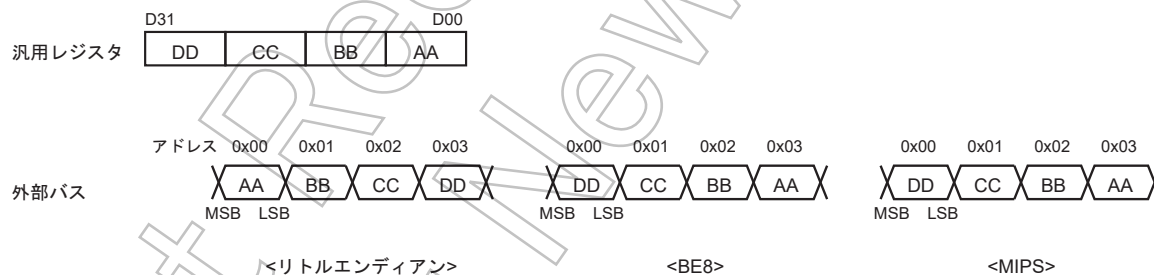 D31 D00
汎用レジスタ DD CC BB AA
アドレス 0x00 0x01 0x02 0x03 0x00 0x01 0x02 0x03 0x00 0x01 0x02 0x03
外部バス AA BB CC DD DD CC BB AA DD CC BB AA
MSB LSB MSB LSB MSB LSB
<リトルエンディアン> <BE8> <MIPS>